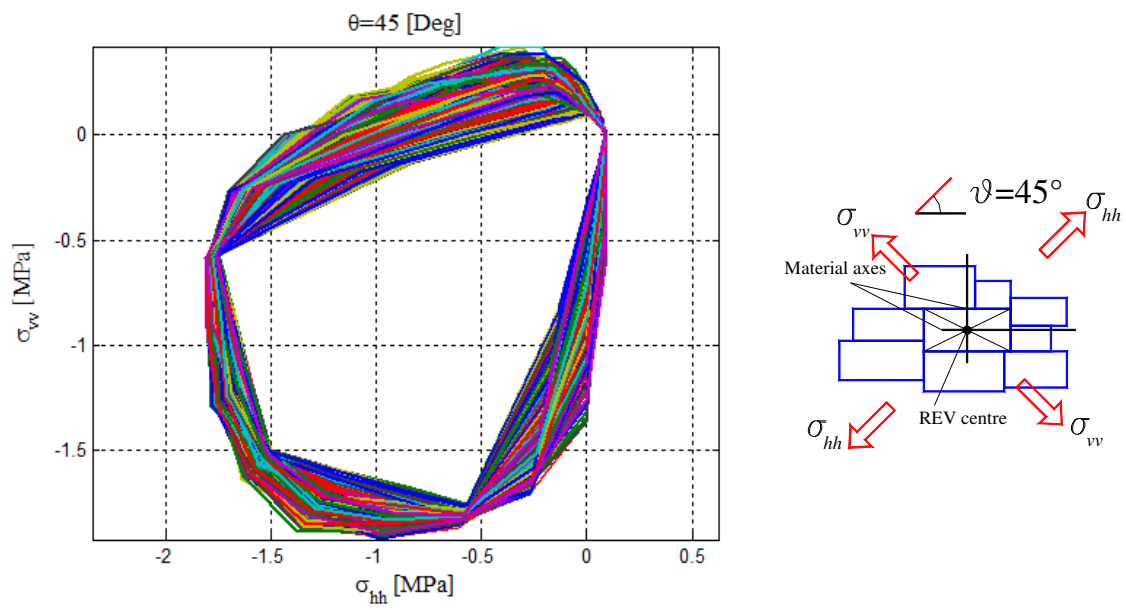 θ=45 [Deg]
σvv [MPa]
0
-0.5
-1
-1.5
-2
-1.5
-1
-0.5
0
0.5
σhh [MPa]
ϑ=45°
σhh
σvv
Material axes
REV centre
σhh
σvv